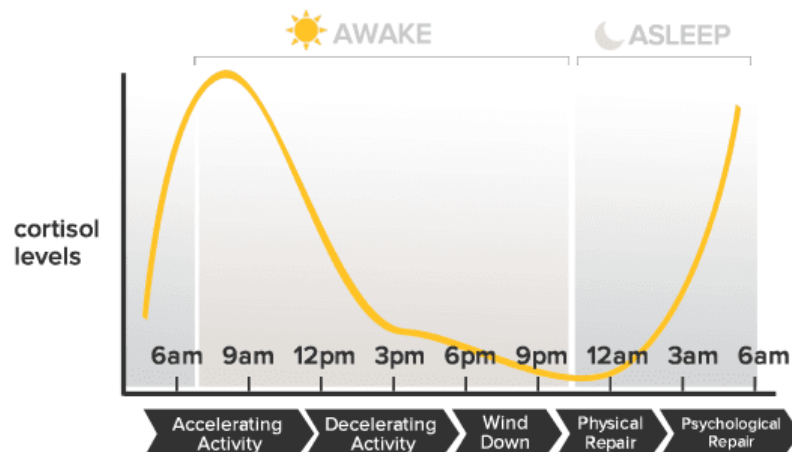 AWAKE
ASLEEP
cortisol
levels
6am 9am 12pm 3pm 6pm 9pm 12am 3am 6am
Accelerating
Activity
Decelerating
Activity
Wind
Down
Physical
Repair
Psychological
Repair